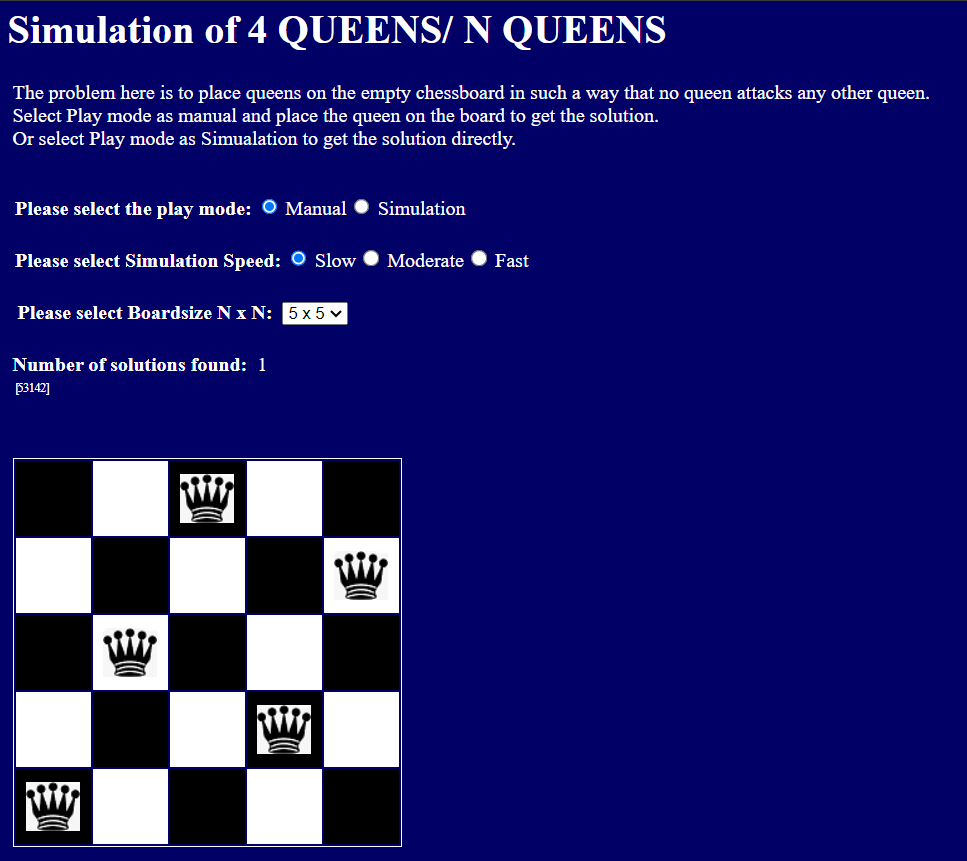 Simulation of 4 QUEENS/ N QUEENS
The problem here is to place queens on the empty chessboard in such a way that no queen attacks any other queen.
Select Play mode as manual and place the queen on the board to get the solution.
Or select Play mode as Simualation to get the solution directly.
Please select the play mode: Manual Simulation
Please select Simulation Speed: Slow Moderate Fast
Please select Boardsize N x N: 5 x 5
Number of solutions found: 1
[53142]